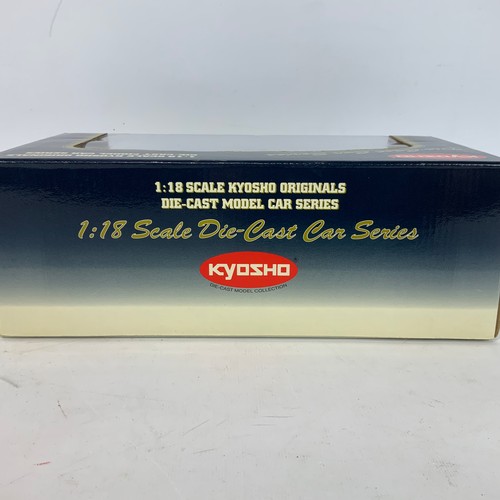 1:18 SCALE KYOSHO ORIGINALS
DIE-CAST MODEL CAR SERIES
1:18 Scale Die-Cast Car Series
KYOSHO
DIE-CAST MODEL COLLECTION